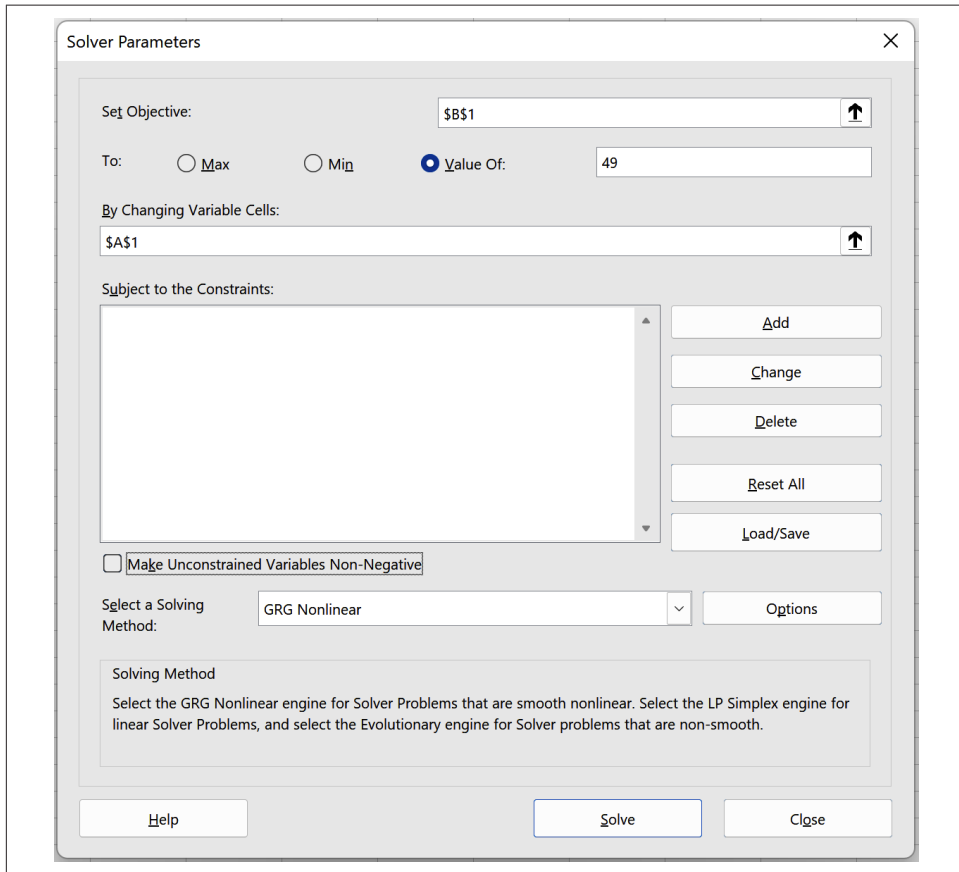 Solver Parameters
Set Objective: $B$1
To: Max Min Value Of: 49
By Changing Variable Cells:
$A$1
Subject to the Constraints:
Add
Change
Delete
Reset All
Load/Save
Make Unconstrained Variables Non-Negative
Select a Solving
Method:
GRG Nonlinear
Options
Solving Method
Select the GRG Nonlinear engine for Solver Problems that are smooth nonlinear. Select the LP Simplex engine for
linear Solver Problems, and select the Evolutionary engine for Solver problems that are non-smooth.
Help Solve Close